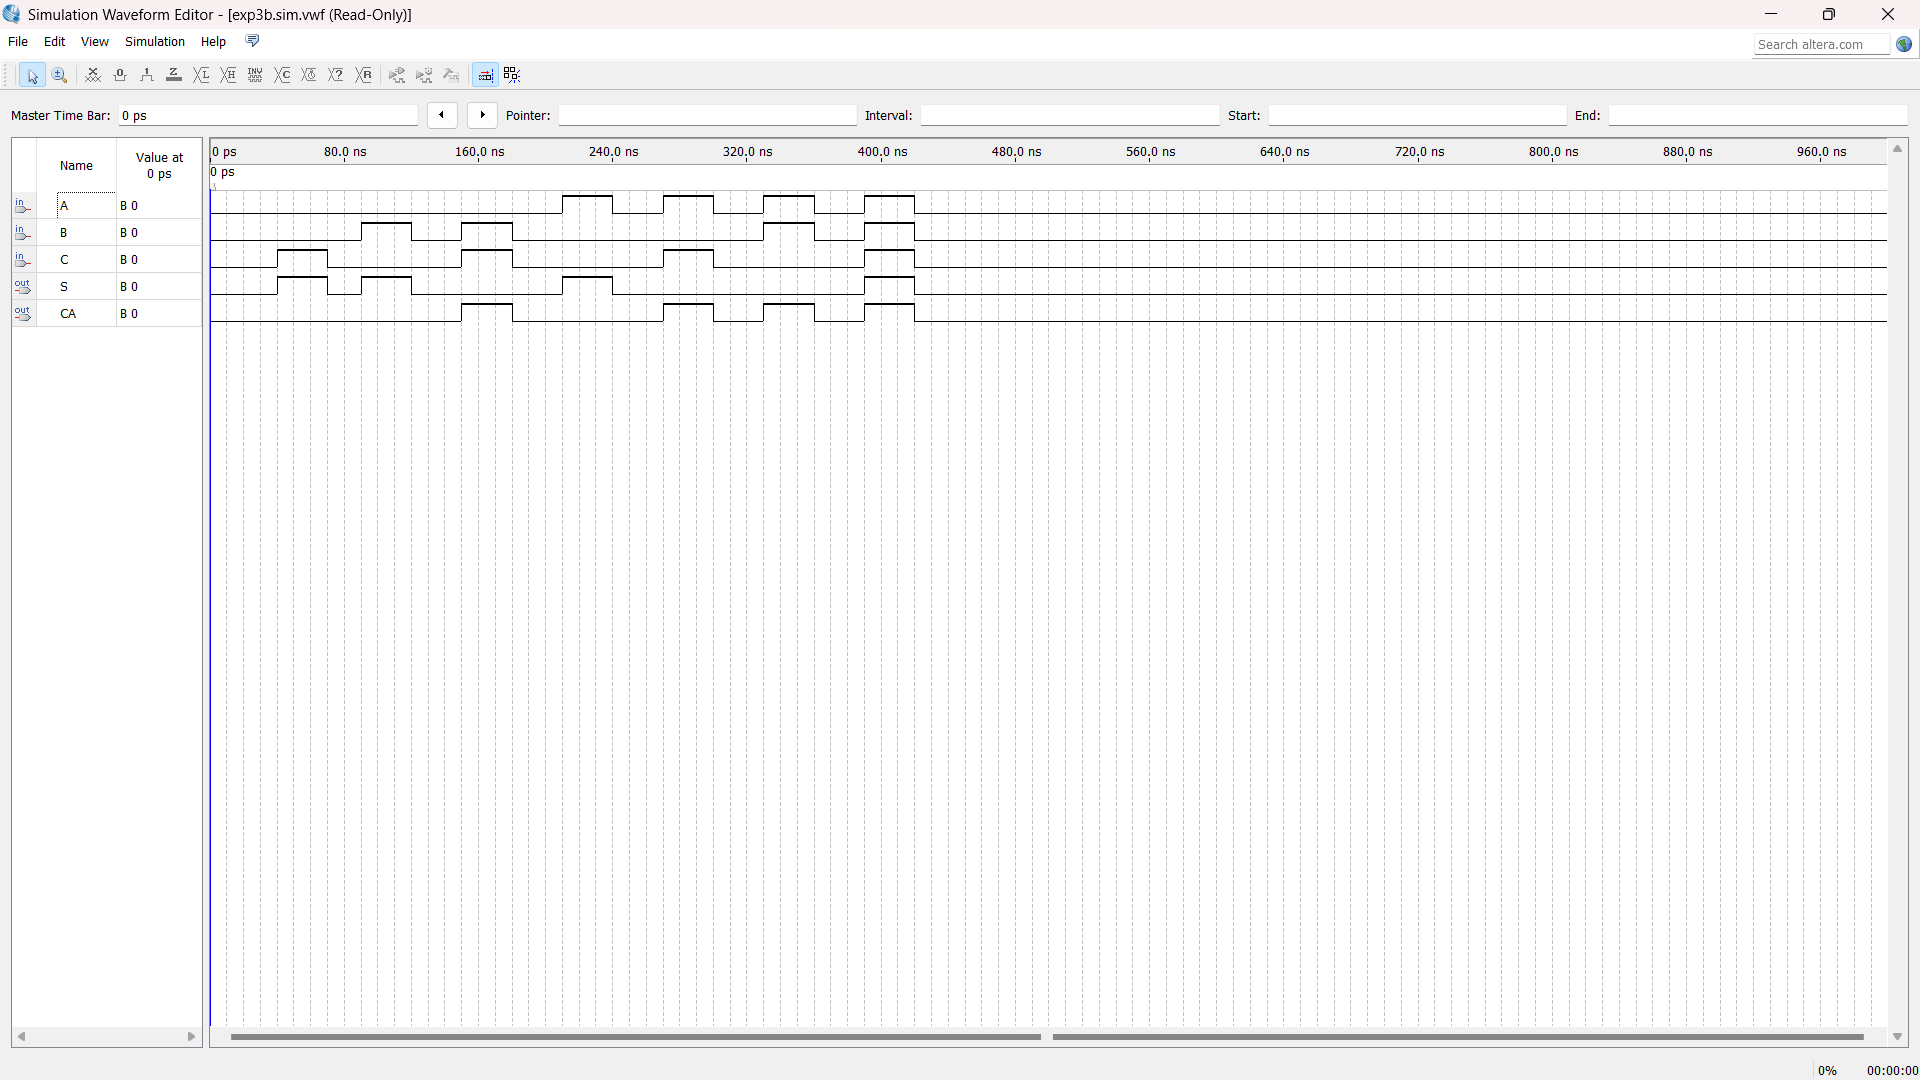 Simulation Waveform Editor - [exp3b.sim.vwf (Read-Only)]
File Edit View Simulation Help
Search altera.com
Master Time Bar: 0 ps Pointer: Interval: Start: End:
Name Value at 0 ps
0 ps 80.0 ns 160.0 ns 240.0 ns 320.0 ns 400.0 ns 480.0 ns 560.0 ns 640.0 ns 720.0 ns 800.0 ns 880.0 ns 960.0 ns
0 ps
in A B 0
in B B 0
in C B 0
out S B 0
out CA B 0
0% 00:00:00